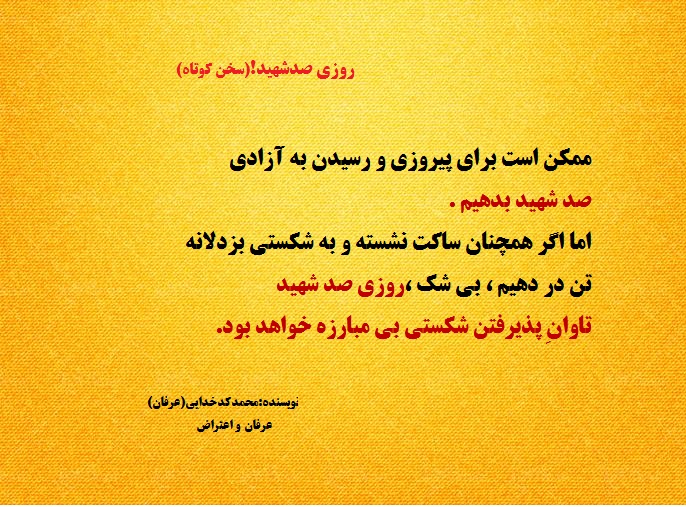 روزی صدشهید!(سخن کوتاه)
ممکن است برای پیروزی و رسیدن به آزادی
صد شهید بدهیم .
اما اگر همچنان ساکت نشسته و به شکستی بزدلانه
تن در دهیم ، بی شک ،روزی صد شهید
تاوانِ پذیرفتن شکستی بی مبارزه خواهد بود.
نویسنده:محمدکدخدایی(عرفان)
عرفان و اعتراض